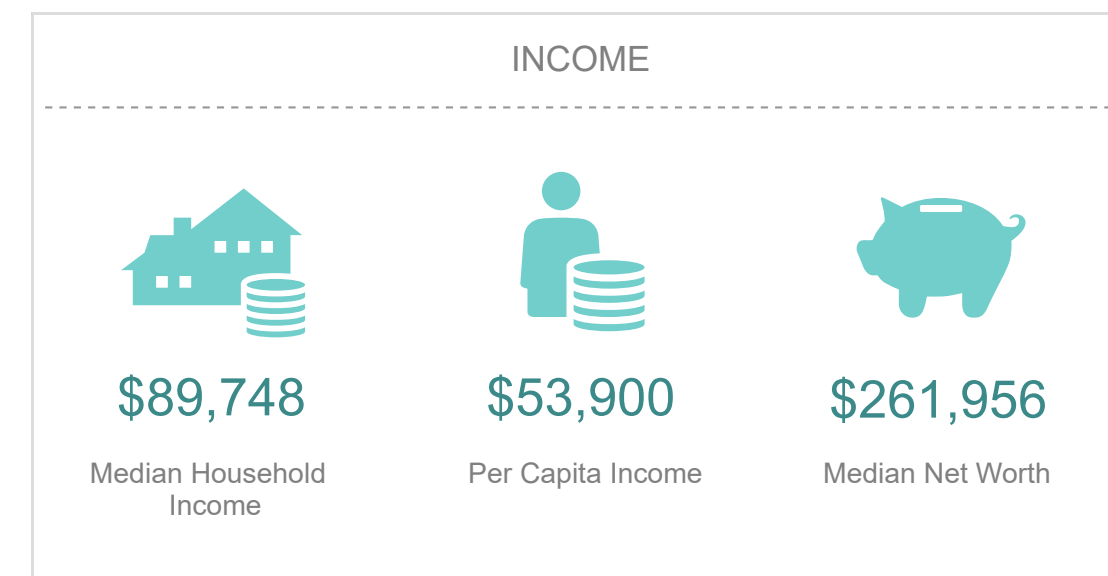 INCOME
$89,748
Median Household
Income
$53,900
Per Capita Income
$261,956
Median Net Worth